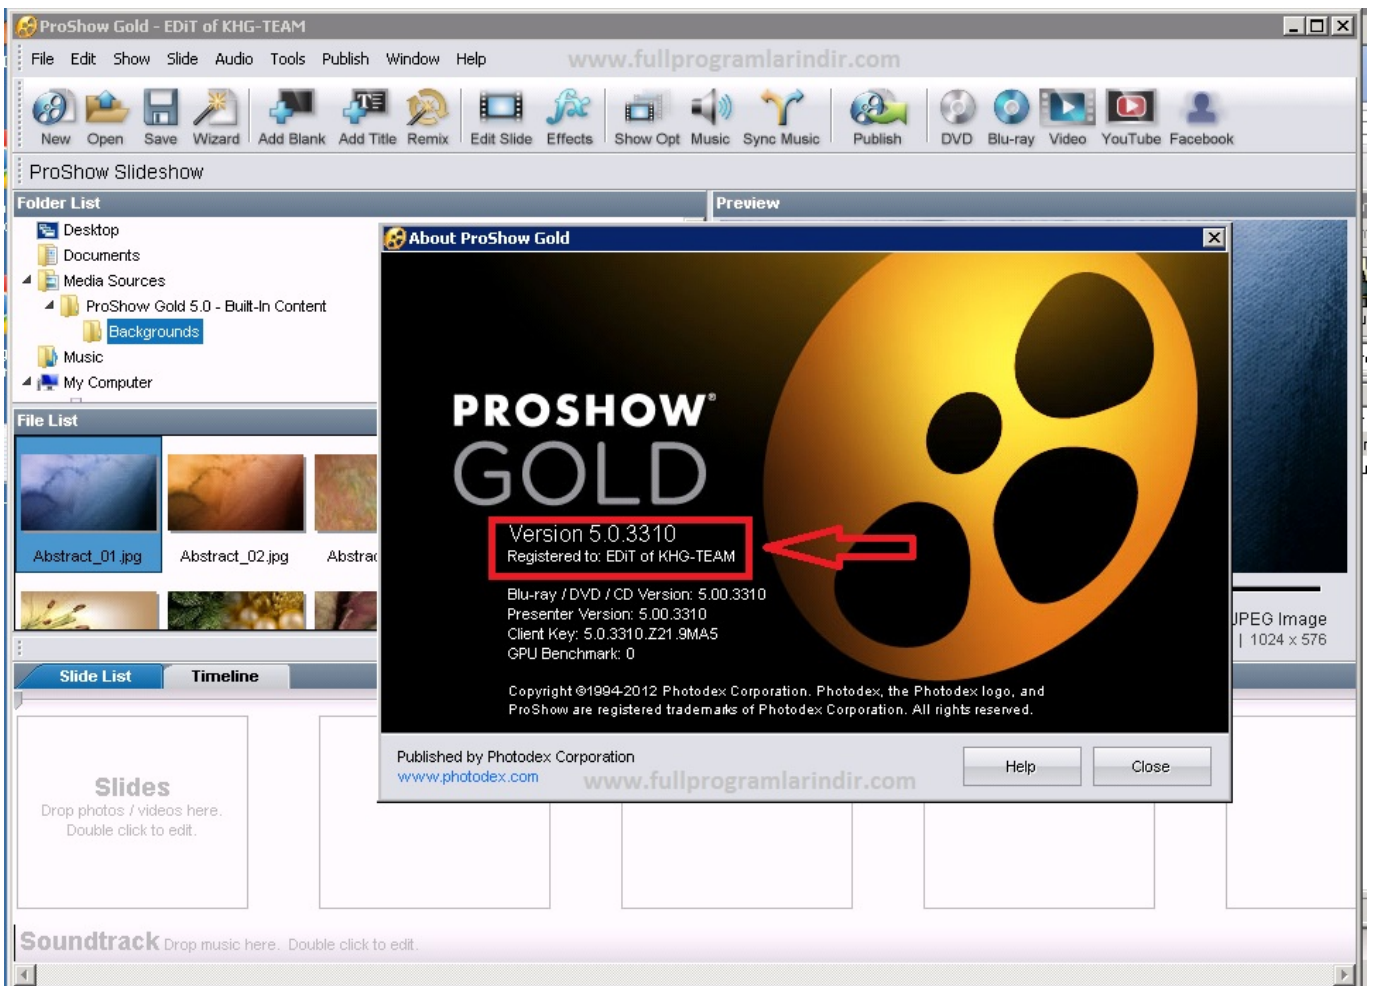 ProShow Gold - EDiT of KHG-TEAM
File Edit Show Slide Audio Tools Publish Window Help
www.fullprogramlarindir.com
New Open Save Wizard Add Blank Add Title Remix Edit Slide Effects Show Opt Music Sync Music Publish DVD Blu-ray Video YouTube Facebook
ProShow Slideshow
Folder List
Desktop
Documents
Media Sources
ProShow Gold 5.0 - Built-In Content
Backgrounds
Music
My Computer
File List
Abstract_01.jpg Abstract_02.jpg Abstrac
Preview
JPEG Image
| 1024 x 576
About ProShow Gold
PROSHOW®
GOLD
Version 5.0.3310
Registered to: EDiT of KHG-TEAM
Blu-ray / DVD / CD Version: 5.00.3310
Presenter Version: 5.00.3310
Client Key: 5.0.3310.Z21.9MA5
GPU Benchmark: 0
Copyright ©1994-2012 Photodex Corporation. Photodex, the Photodex logo, and
ProShow are registered trademarks of Photodex Corporation. All rights reserved.
Published by Photodex Corporation
www.photodex.com
www.fullprogramlarindir.com
Help Close
Slide List Timeline
Slides
Drop photos / videos here.
Double click to edit.
Soundtrack Drop music here. Double click to edit.